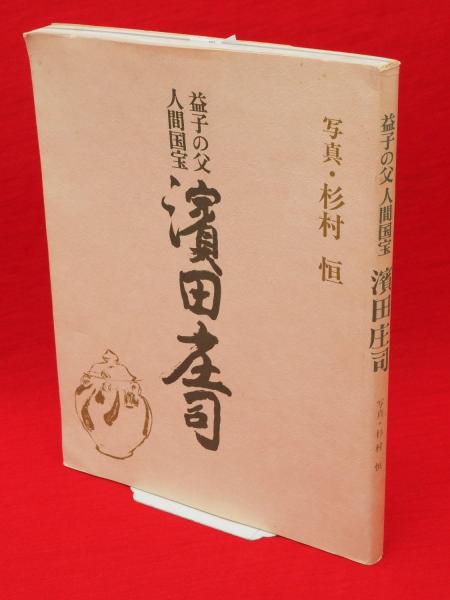 写真・杉村 恒
益子の父
人間国宝
濱田庄司
益子の父 人間国宝 濱田庄司 写真・杉村 恒